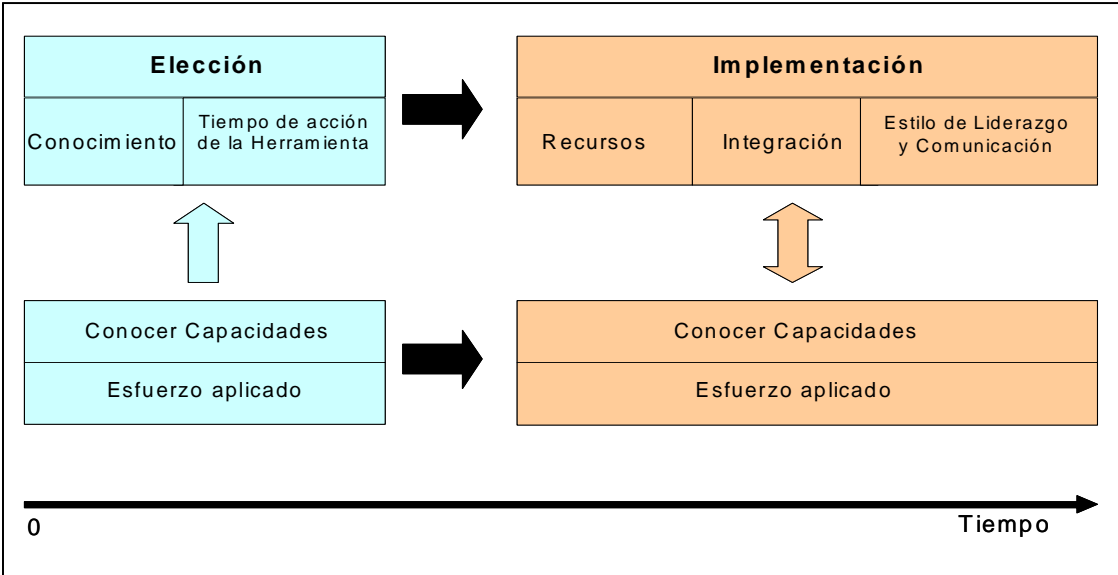 Elección
Conocimiento
Tiempo de acción
de la Herramienta
Implementación
Recursos
Integración
Estilo de Liderazgo
y Comunicación
Conocer Capacidades
Esfuerzo aplicado
Conocer Capacidades
Esfuerzo aplicado
0
Tiempo